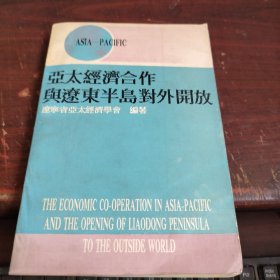 ASIA—PACIFIC
亞太經濟合作
與遼東半島對外開放
遼寧省亞太經濟學會 編著
THE ECONOMIC CO-OPERATION IN ASIA-PACIFIC
AND THE OPENING OF LIAODONG PENINSULA
TO THE OUTSIDE WORLD